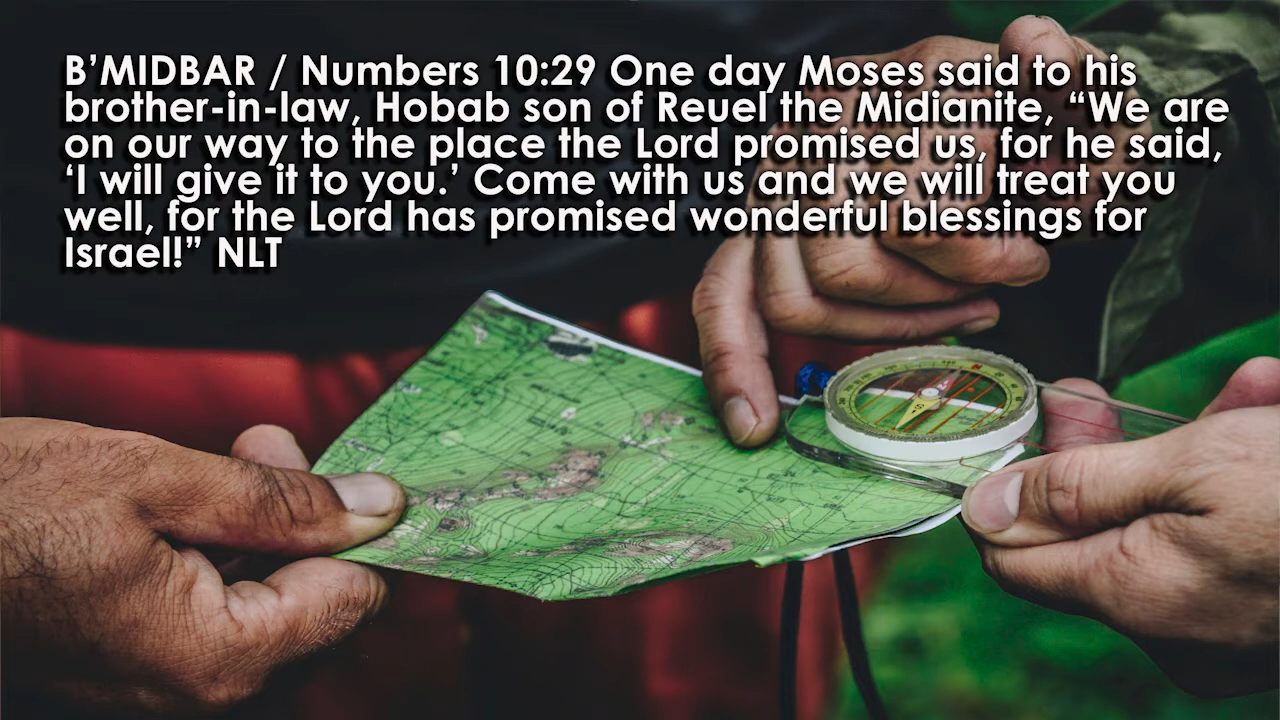 B’MIDBAR / Numbers 10:29 One day Moses said to his
brother-in-law, Hobab son of Reuel the Midianite, “We are
on our way to the place the Lord promised us, for he said,
‘I will give it to you.’ Come with us and we will treat you
well, for the Lord has promised wonderful blessings for
Israel!” NLT